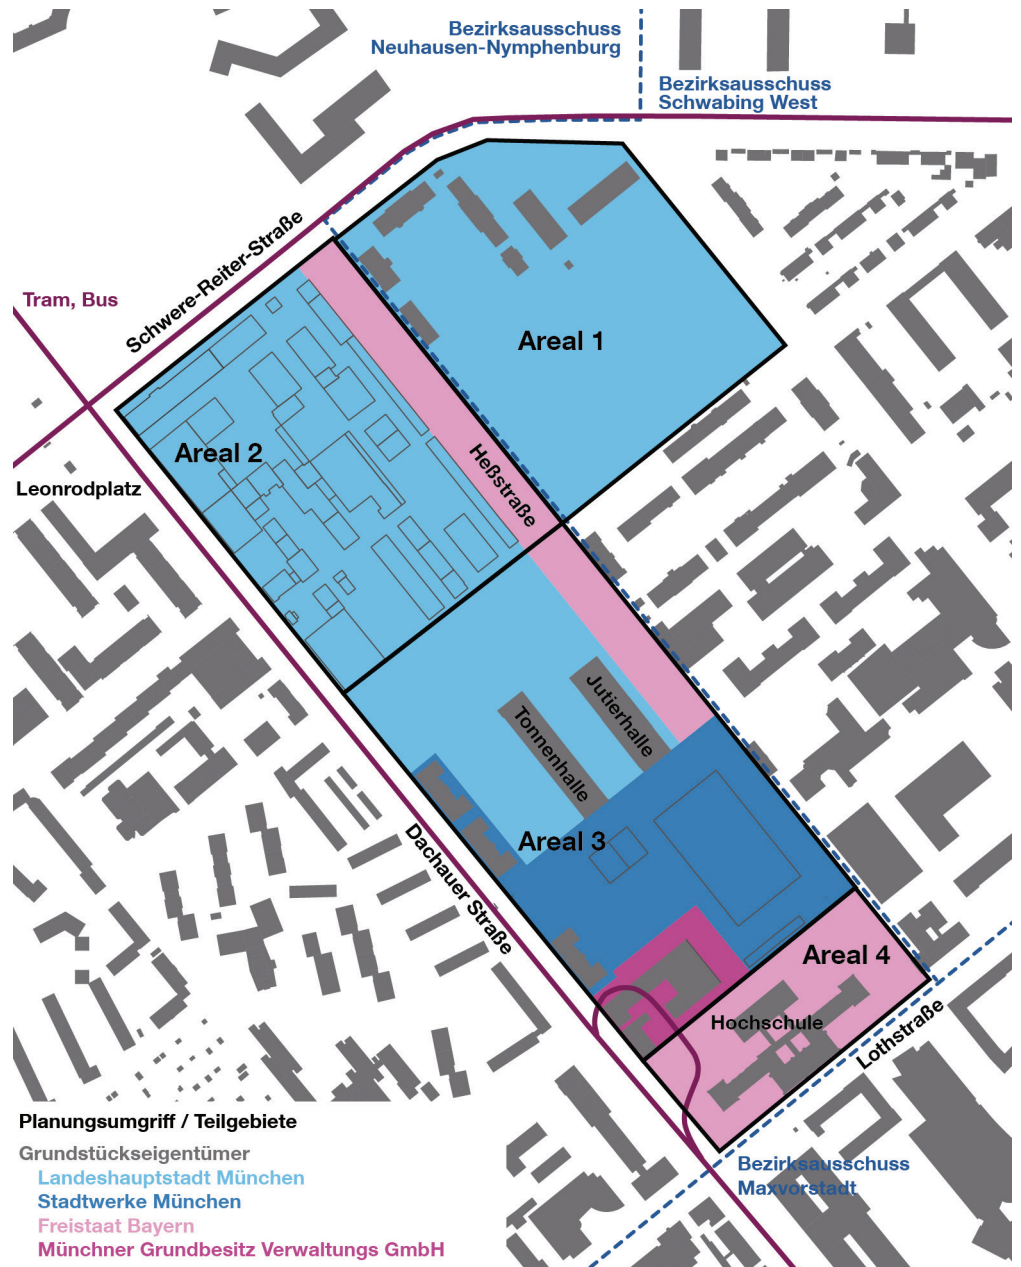 Bezirksausschuss
Neuhausen-Nymphenburg
Bezirksausschuss
Schwabing West
Schwere-Reiter-Straße
Tram, Bus
Areal 1
Areal 2
Heßstraße
Leonrodplatz
Jutierhalle
Tonnenhalle
Areal 3
Dachauer Straße
Areal 4
Hochschule
Lothstraße
Planungsumgriff / Teilgebiete
Grundstückseigentümer
Landeshauptstadt München
Stadtwerke München
Freistaat Bayern
Münchner Grundbesitz Verwaltungs GmbH
Bezirksausschuss
Maxvorstadt